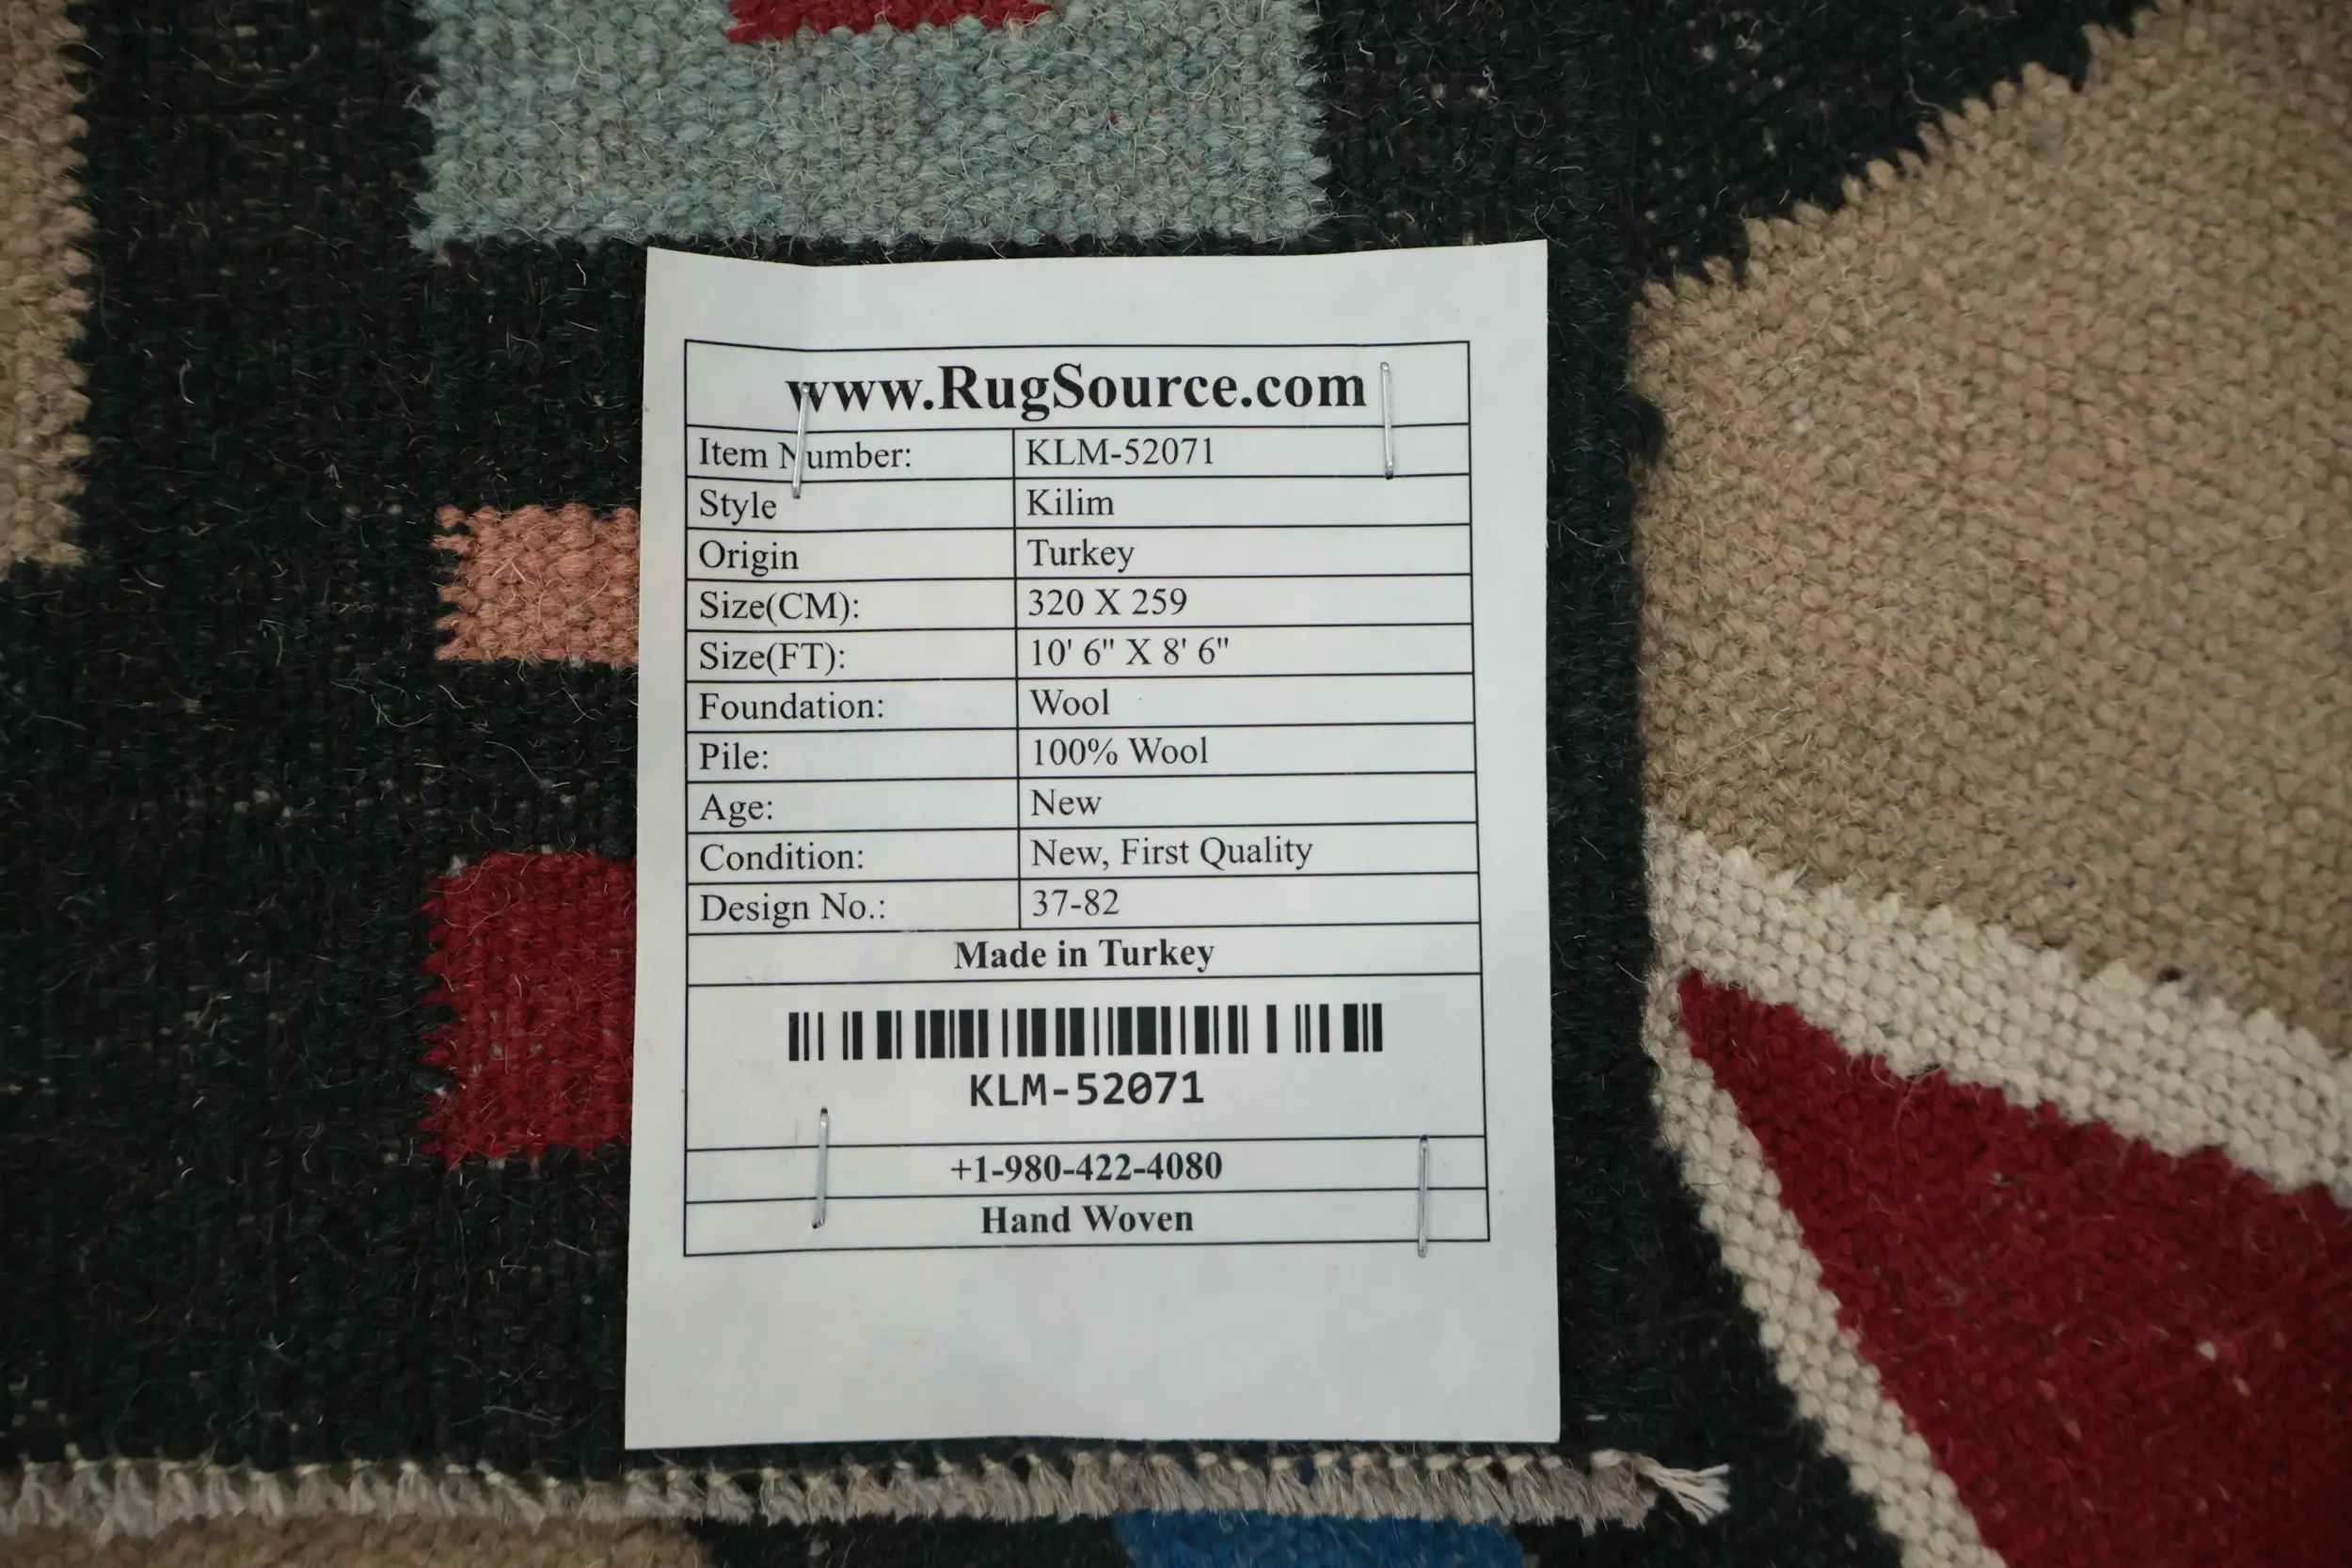 www.RugSource.com
Item Number: KLM-52071
Style Kilim
Origin Turkey
Size(CM): 320 X 259
Size(FT): 10' 6" X 8' 6"
Foundation: Wool
Pile: 100% Wool
Age: New
Condition: New, First Quality
Design No.: 37-82
Made in Turkey
KLM-52071
+1-980-422-4080
Hand Woven